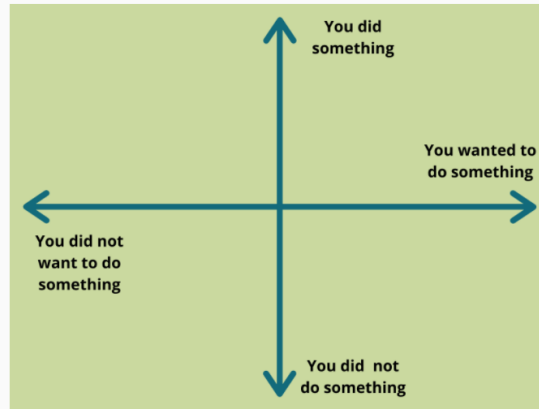 You did
something
You wanted to
do something
You did not
want to do
something
You did  not
do something